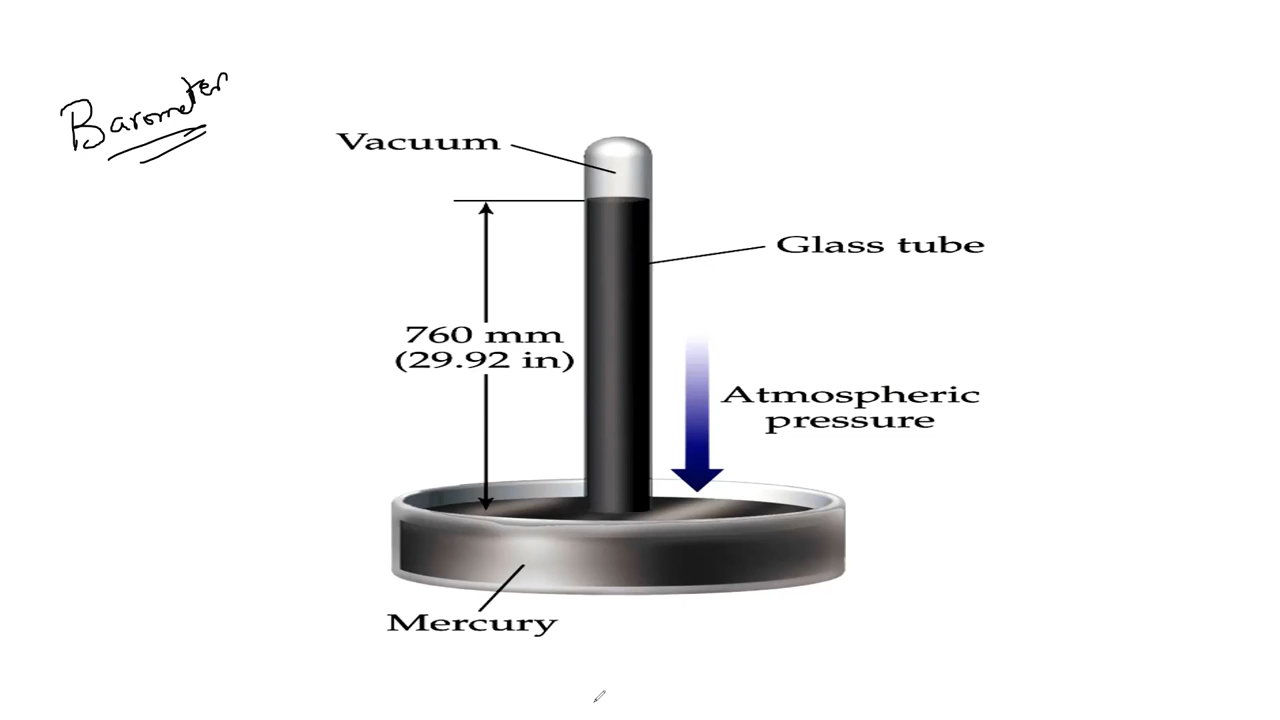 Barometer
Vacuum
Glass tube
760 mm
(29.92 in)
Atmospheric
pressure
Mercury